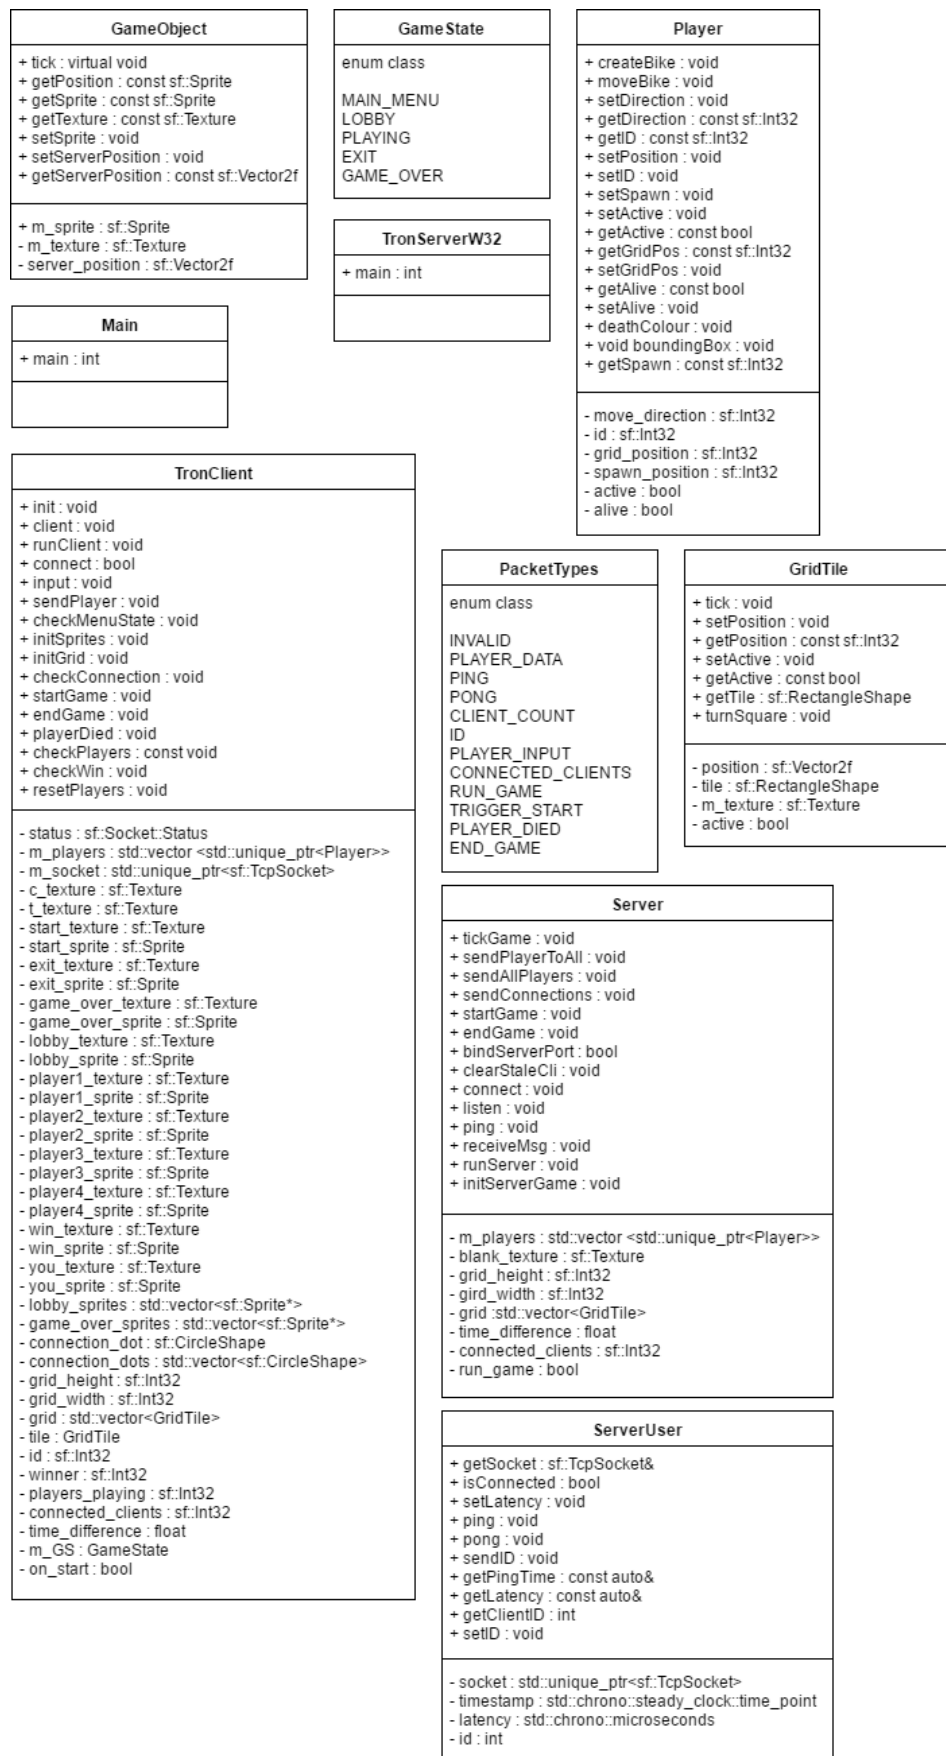 GameObject
+ tick : virtual void
+ getPosition : const sf::Sprite
+ getSprite : const sf::Sprite
+ getTexture : const sf::Texture
+ setSprite : void
+ setServerPosition : void
+ getServerPosition : const sf::Vector2f
+ m_sprite : sf::Sprite
- m_texture : sf::Texture
- server_position : sf::Vector2f
GameState
enum class
MAIN_MENU
LOBBY
PLAYING
EXIT
GAME_OVER
Player
+ createBike : void
+ moveBike : void
+ setDirection : void
+ getDirection : const sf::Int32
+ getID : const sf::Int32
+ setPosition : void
+ setID : void
+ setSpawn : void
+ setActive : void
+ getActive : const bool
+ getGridPos : const sf::Int32
+ setGridPos : void
+ getAlive : const bool
+ setAlive : void
+ deathColour : void
+ void boundingBox : void
+ getSpawn : const sf::Int32
- move_direction : sf::Int32
- id : sf::Int32
- grid_position : sf::Int32
- spawn_position : sf::Int32
- active : bool
- alive : bool
TronServerW32
+ main : int
Main
+ main : int
TronClient
+ init : void
+ client : void
+ runClient : void
+ connect : bool
+ input : void
+ sendPlayer : void
+ checkMenuState : void
+ initSprites : void
+ initGrid : void
+ checkConnection : void
+ startGame : void
+ endGame : void
+ playerDied : void
+ checkPlayers : const void
+ checkWin : void
+ resetPlayers : void
- status : sf::Socket::Status
- m_players : std::vector <std::unique_ptr<Player>>
- m_socket : std::unique_ptr<sf::TcpSocket>
- c_texture : sf::Texture
- t_texture : sf::Texture
- start_texture : sf::Texture
- start_sprite : sf::Sprite
- exit_texture : sf::Texture
- exit_sprite : sf::Sprite
- game_over_texture : sf::Texture
- game_over_sprite : sf::Sprite
- lobby_texture : sf::Texture
- lobby_sprite : sf::Sprite
- player1_texture : sf::Texture
- player1_sprite : sf::Sprite
- player2_texture : sf::Texture
- player2_sprite : sf::Sprite
- player3_texture : sf::Texture
- player3_sprite : sf::Sprite
- player4_texture : sf::Texture
- player4_sprite : sf::Sprite
- win_texture : sf::Texture
- win_sprite : sf::Sprite
- you_texture : sf::Texture
- you_sprite : sf::Sprite
- lobby_sprites : std::vector<sf::Sprite*>
- game_over_sprites : std::vector<sf::Sprite*>
- connection_dot : sf::CircleShape
- connection_dots : std::vector<sf::CircleShape>
- grid_height : sf::Int32
- grid_width : sf::Int32
- grid : std::vector<GridTile>
- tile : GridTile
- id : sf::Int32
- winner : sf::Int32
- players_playing : sf::Int32
- connected_clients : sf::Int32
- time_difference : float
- m_GS : GameState
- on_start : bool
PacketTypes
enum class
INVALID
PLAYER_DATA
PING
PONG
CLIENT_COUNT
ID
PLAYER_INPUT
CONNECTED_CLIENTS
RUN_GAME
TRIGGER_START
PLAYER_DIED
END_GAME
GridTile
+ tick : void
+ setPosition : void
+ getPosition : const sf::Int32
+ setActive : void
+ getActive : const bool
+ getTile : sf::RectangleShape
+ turnSquare : void
- position : sf::Vector2f
- tile : sf::RectangleShape
- m_texture : sf::Texture
- active : bool
Server
+ tickGame : void
+ sendPlayerToAll : void
+ sendAllPlayers : void
+ sendConnections : void
+ startGame : void
+ endGame : void
+ bindServerPort : bool
+ clearStaleCli : void
+ connect : void
+ listen : void
+ ping : void
+ receiveMsg : void
+ runServer : void
+ initServerGame : void
- m_players : std::vector <std::unique_ptr<Player>>
- blank_texture : sf::Texture
- grid_height : sf::Int32
- gird_width : sf::Int32
- grid :std::vector<GridTile>
- time_difference : float
- connected_clients : sf::Int32
- run_game : bool
ServerUser
+ getSocket : sf::TcpSocket&
+ isConnected : bool
+ setLatency : void
+ ping : void
+ pong : void
+ sendID : void
+ getPingTime : const auto&
+ getLatency : const auto&
+ getClientID : int
+ setID : void
- socket : std::unique_ptr<sf::TcpSocket>
- timestamp : std::chrono::steady_clock::time_point
- latency : std::chrono::microseconds
- id : int